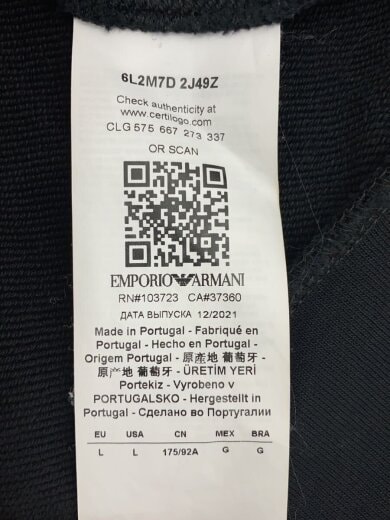 6L2M7D 2J49Z
Check authenticity at
www.certilogo.com
CLG 575 667 273 337
OR SCAN
EMPORIO ARMANI
RN#103723 CA#37360
ДАТА ВЫПУСКА 12/2021
Made in Portugal - Fabriqué en
Portugal - Hecho en Portugal -
Origem Portugal - 原產地 葡萄牙 -
原产地 葡萄牙 - ÜRETİM YERİ
Portekiz - Vyrobeno v
PORTUGALSKO - Hergestellt in
Portugal - Сделано во Португалии
EU USA CN MEX BRA
L L 175/92A G G